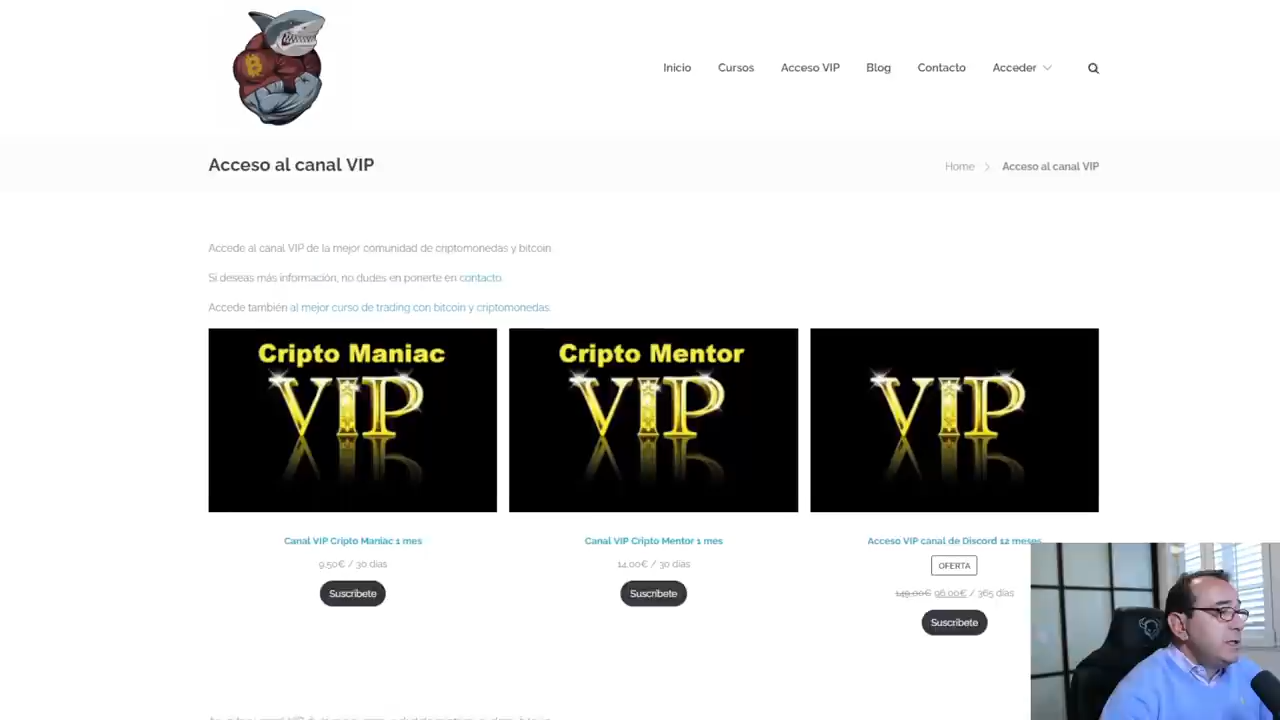 Inicio Cursos Acceso VIP Blog Contacto Acceder
Acceso al canal VIP
Home > Acceso al canal VIP
Accede al canal VIP de la mejor comunidad de criptomonedas y bitcoin.
Si deseas más información, no dudes en ponerte en contacto.
Accede también al mejor curso de trading con bitcoin y criptomonedas.
Cripto Maniac
VIP
Cripto Mentor
VIP
VIP
Canal VIP Cripto Maniac 1 mes
9,50€ / 30 días
Suscríbete
Canal VIP Cripto Mentor 1 mes
14,00€ / 30 días
Suscríbete
Acceso VIP canal de Discord 12 meses
OFERTA
149,00€ 96,00€ / 365 días
Suscríbete